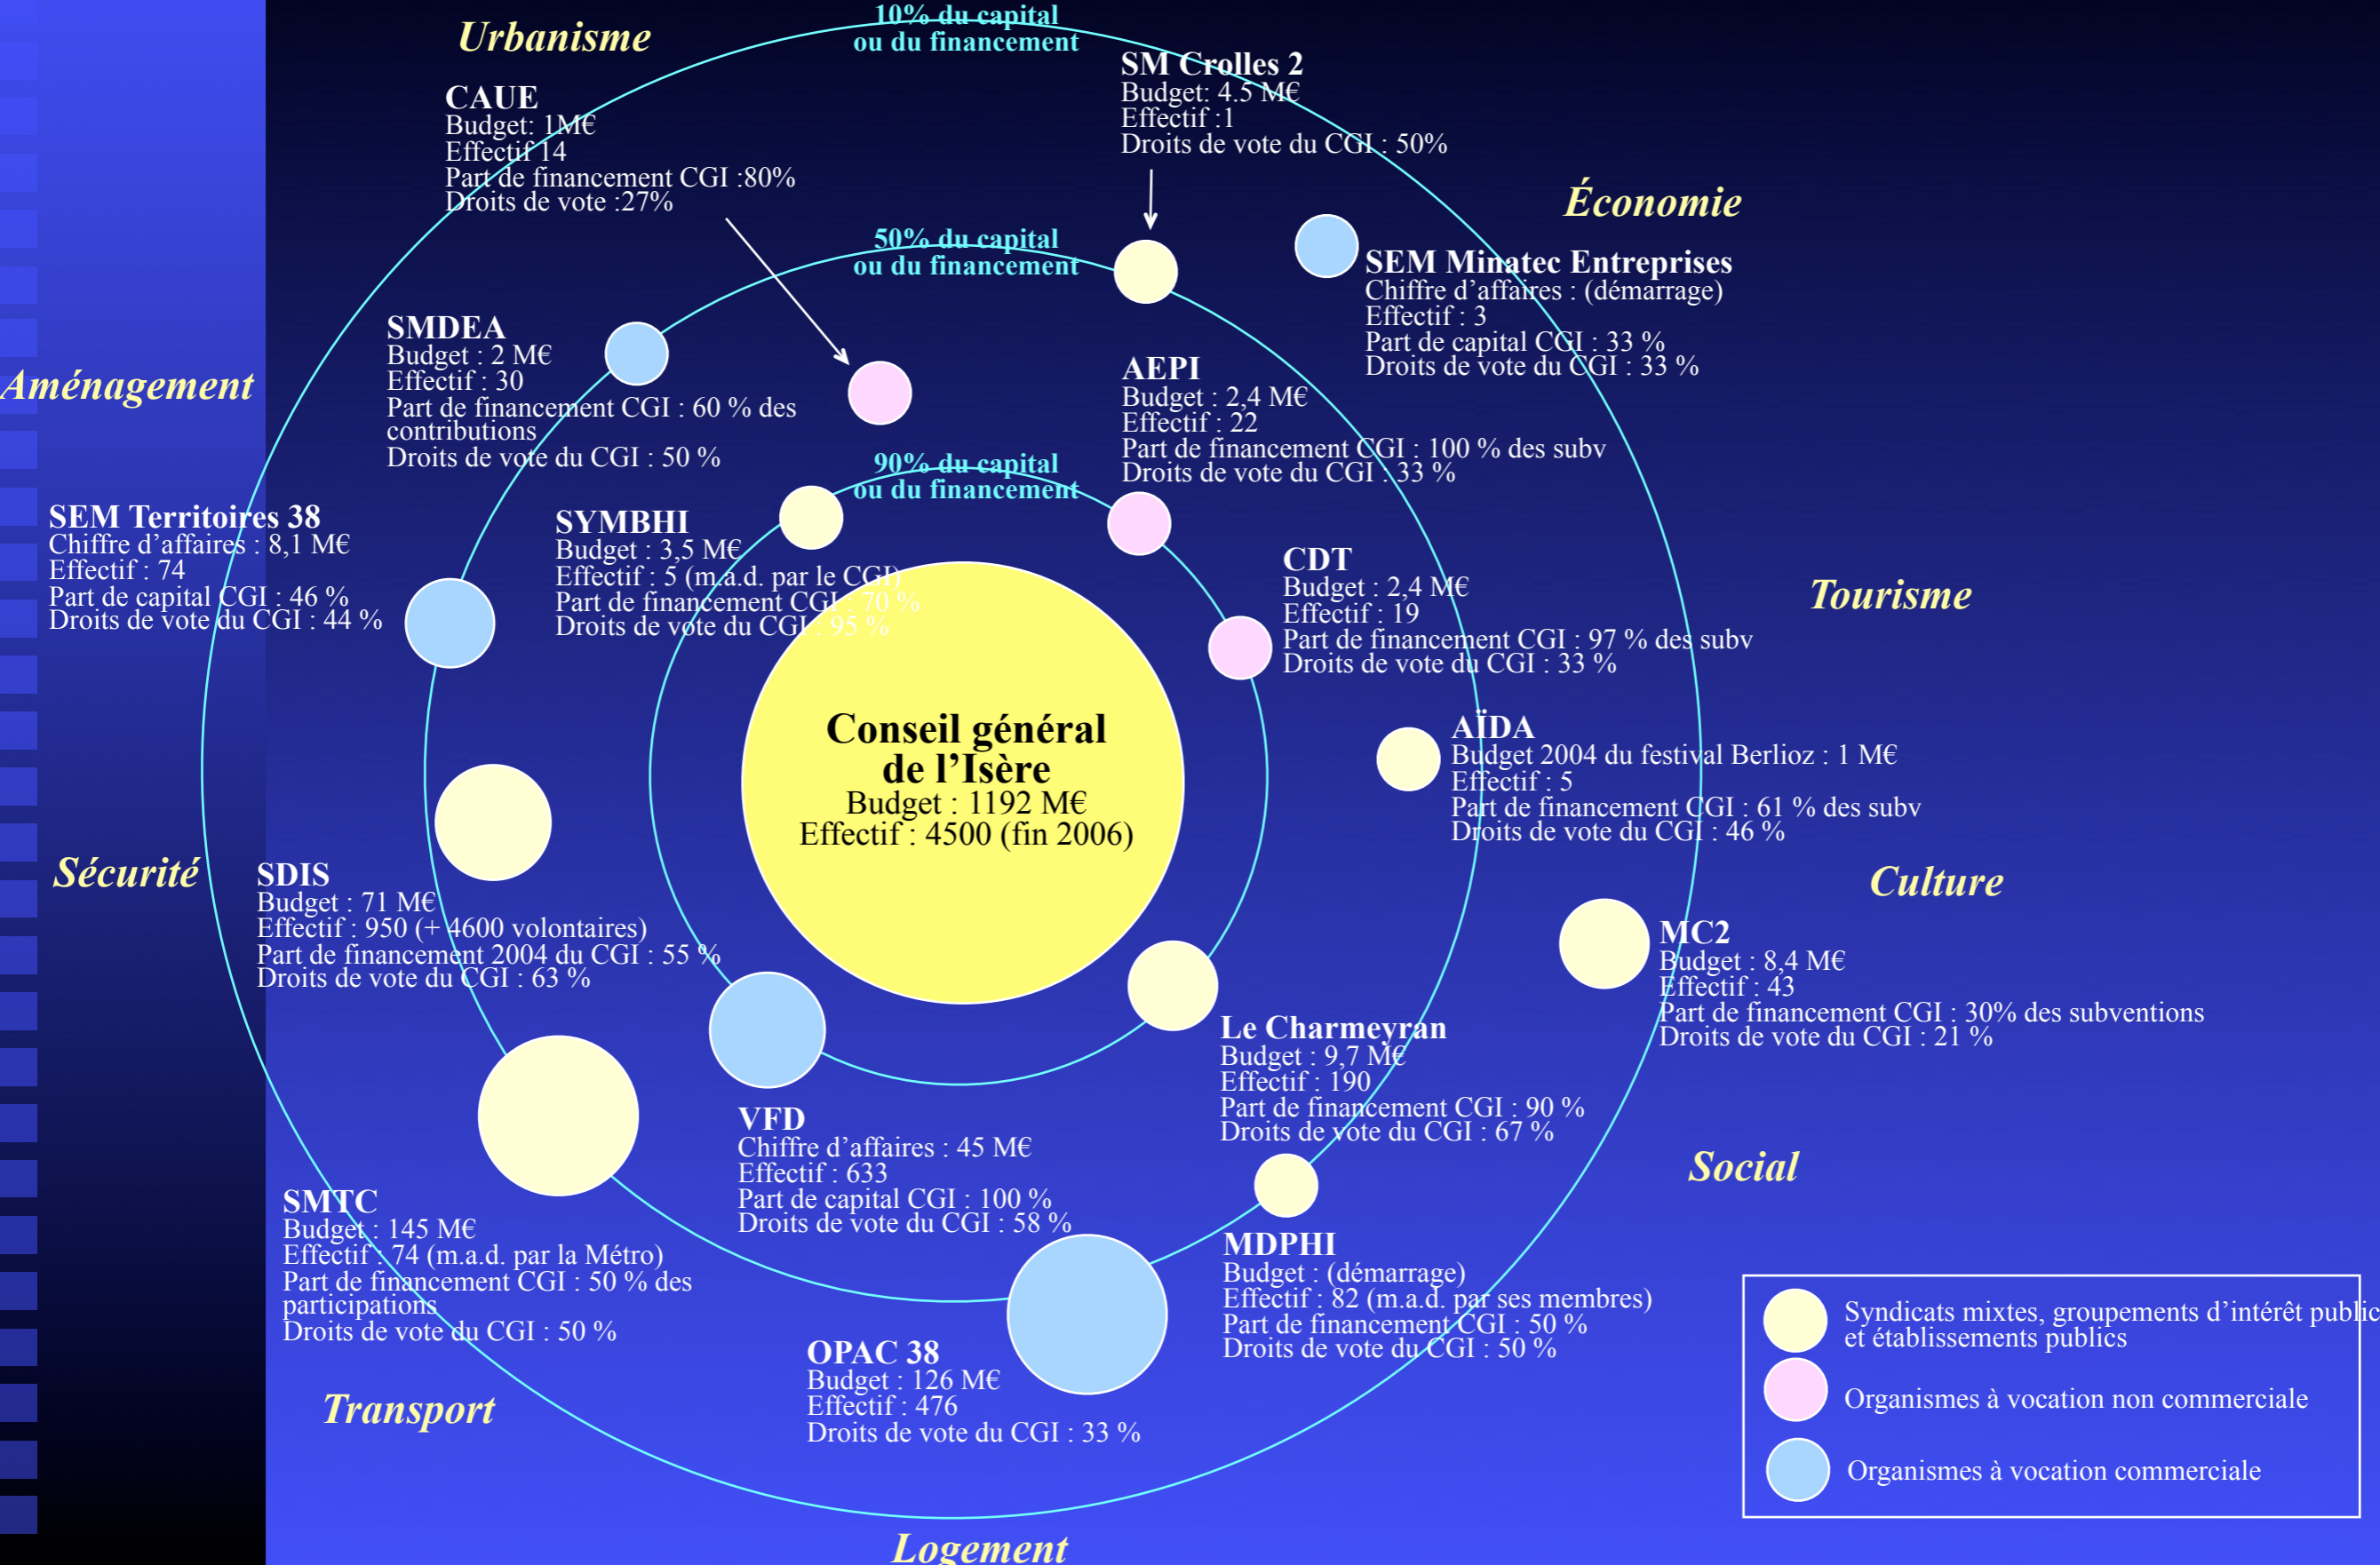 Urbanisme
10% du capital
ou du financement
CAUE
Budget: 1M€
Effectif 14
Part de financement CGI :80%
Droits de vote :27%
SM Crolles 2
Budget: 4.5 M€
Effectif :1
Droits de vote du CGI : 50%
Économie
50% du capital
ou du financement
SEM Minatec Entreprises
Chiffre d’affaires : (démarrage)
Effectif : 3
Part de capital CGI : 33 %
Droits de vote du CGI : 33 %
Aménagement
SMDEA
Budget : 2 M€
Effectif : 30
Part de financement CGI : 60 % des
contributions
Droits de vote du CGI : 50 %
AEPI
Budget : 2,4 M€
Effectif : 22
Part de financement CGI : 100 % des subv
Droits de vote du CGI : 33 %
90% du capital
ou du financement
SEM Territoires 38
Chiffre d’affaires : 8,1 M€
Effectif : 74
Part de capital CGI : 46 %
Droits de vote du CGI : 44 %
SYMBHI
Budget : 3,5 M€
Effectif : 5 (m.a.d. par le CGI)
Part de financement CGI : 70 %
Droits de vote du CGI : 95 %
CDT
Budget : 2,4 M€
Effectif : 19
Part de financement CGI : 97 % des subv
Droits de vote du CGI : 33 %
Tourisme
Conseil général
de l’Isère
Budget : 1192 M€
Effectif : 4500 (fin 2006)
AÏDA
Budget 2004 du festival Berlioz : 1 M€
Effectif : 5
Part de financement CGI : 61 % des subv
Droits de vote du CGI : 46 %
Sécurité
SDIS
Budget : 71 M€
Effectif : 950 (+ 4600 volontaires)
Part de financement 2004 du CGI : 55 %
Droits de vote du CGI : 63 %
Culture
MC2
Budget : 8,4 M€
Effectif : 43
Part de financement CGI : 30% des subventions
Droits de vote du CGI : 21 %
Le Charmeyran
Budget : 9,7 M€
Effectif : 190
Part de financement CGI : 90 %
Droits de vote du CGI : 67 %
VFD
Chiffre d’affaires : 45 M€
Effectif : 633
Part de capital CGI : 100 %
Droits de vote du CGI : 58 %
Social
SMTC
Budget : 145 M€
Effectif : 74 (m.a.d. par la Métro)
Part de financement CGI : 50 % des
participations
Droits de vote du CGI : 50 %
MDPHI
Budget : (démarrage)
Effectif : 82 (m.a.d. par ses membres)
Part de financement CGI : 50 %
Droits de vote du CGI : 50 %
OPAC 38
Budget : 126 M€
Effectif : 476
Droits de vote du CGI : 33 %
Transport
Logement
Syndicats mixtes, groupements d’intérêt public
et établissements publics
Organismes à vocation non commerciale
Organismes à vocation commerciale